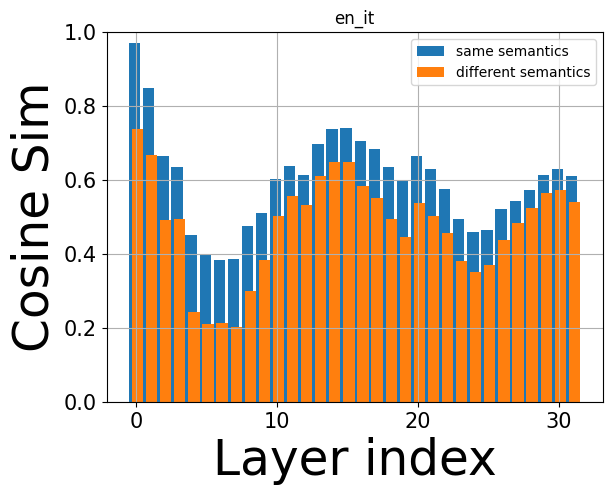 en_it
same semantics
different semantics
Cosine Sim
1.0
0.8
0.6
0.4
0.2
0.0
0 10 20 30
Layer index